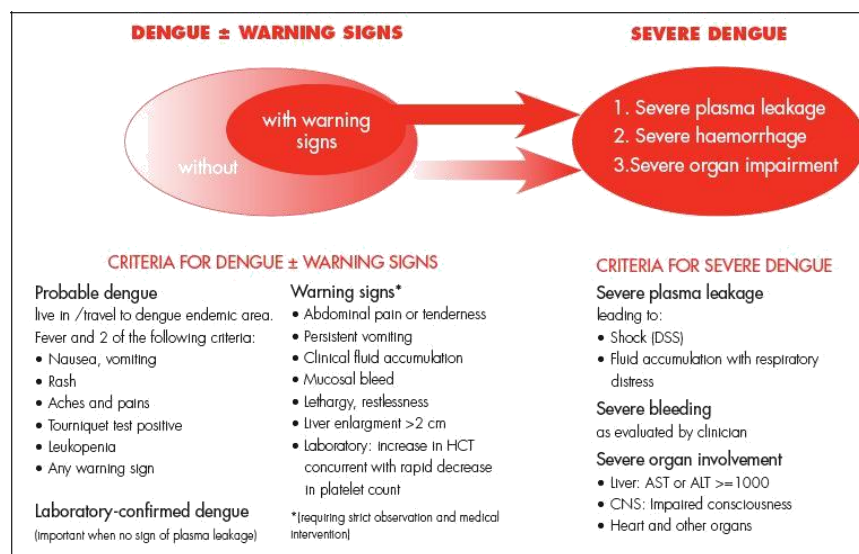 DENGUE ± WARNING SIGNS
SEVERE DENGUE
with warning
signs
without
1. Severe plasma leakage
2. Severe haemorrhage
3.Severe organ impairment
CRITERIA FOR DENGUE ± WARNING SIGNS
Probable dengue
live in /travel to dengue endemic area.
Fever and 2 of the following criteria:
• Nausea, vomiting
• Rash
• Aches and pains
• Tourniquet test positive
• Leukopenia
• Any warning sign
Laboratory-confirmed dengue
(important when no sign of plasma leakage)
Warning signs*
• Abdominal pain or tenderness
• Persistent vomiting
• Clinical fluid accumulation
• Mucosal bleed
• Lethargy, restlessness
• Liver enlargment >2 cm
• Laboratory: increase in HCT
concurrent with rapid decrease
in platelet count
*(requiring strict observation and medical
intervention)
CRITERIA FOR SEVERE DENGUE
Severe plasma leakage
leading to:
• Shock (DSS)
• Fluid accumulation with respiratory
distress
Severe bleeding
as evaluated by clinician
Severe organ involvement
• Liver: AST or ALT >=1000
• CNS: Impaired consciousness
• Heart and other organs